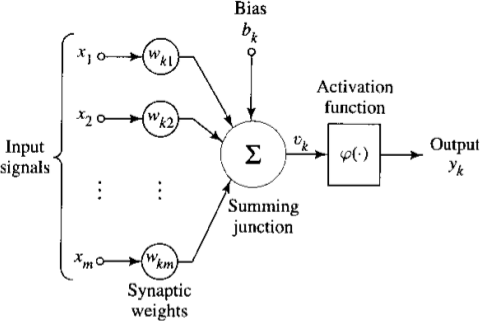 Bias
b_k
x_1
w_k1
Activation
function
x_2
w_k2
Input
signals
Σ
v_k
φ(·)
Output
y_k
Summing
junction
x_m
w_km
Synaptic
weights